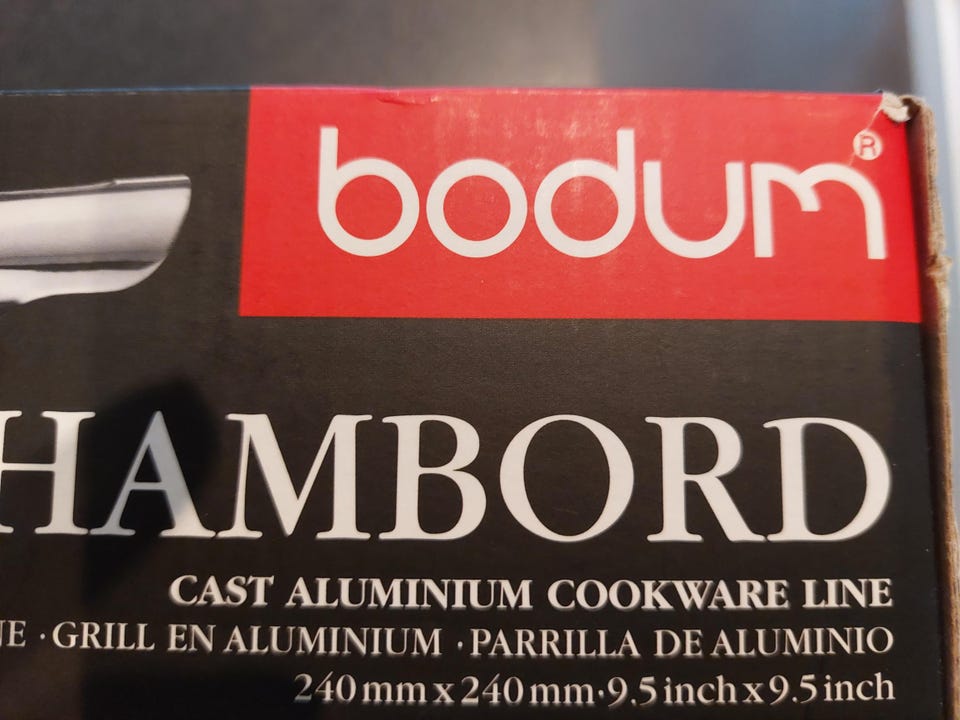 bodum®
HAMBORD
CAST ALUMINIUM COOKWARE LINE
NE · GRILL EN ALUMINIUM · PARRILLA DE ALUMINIO
240 mm x 240 mm · 9.5 inch x 9.5 inch